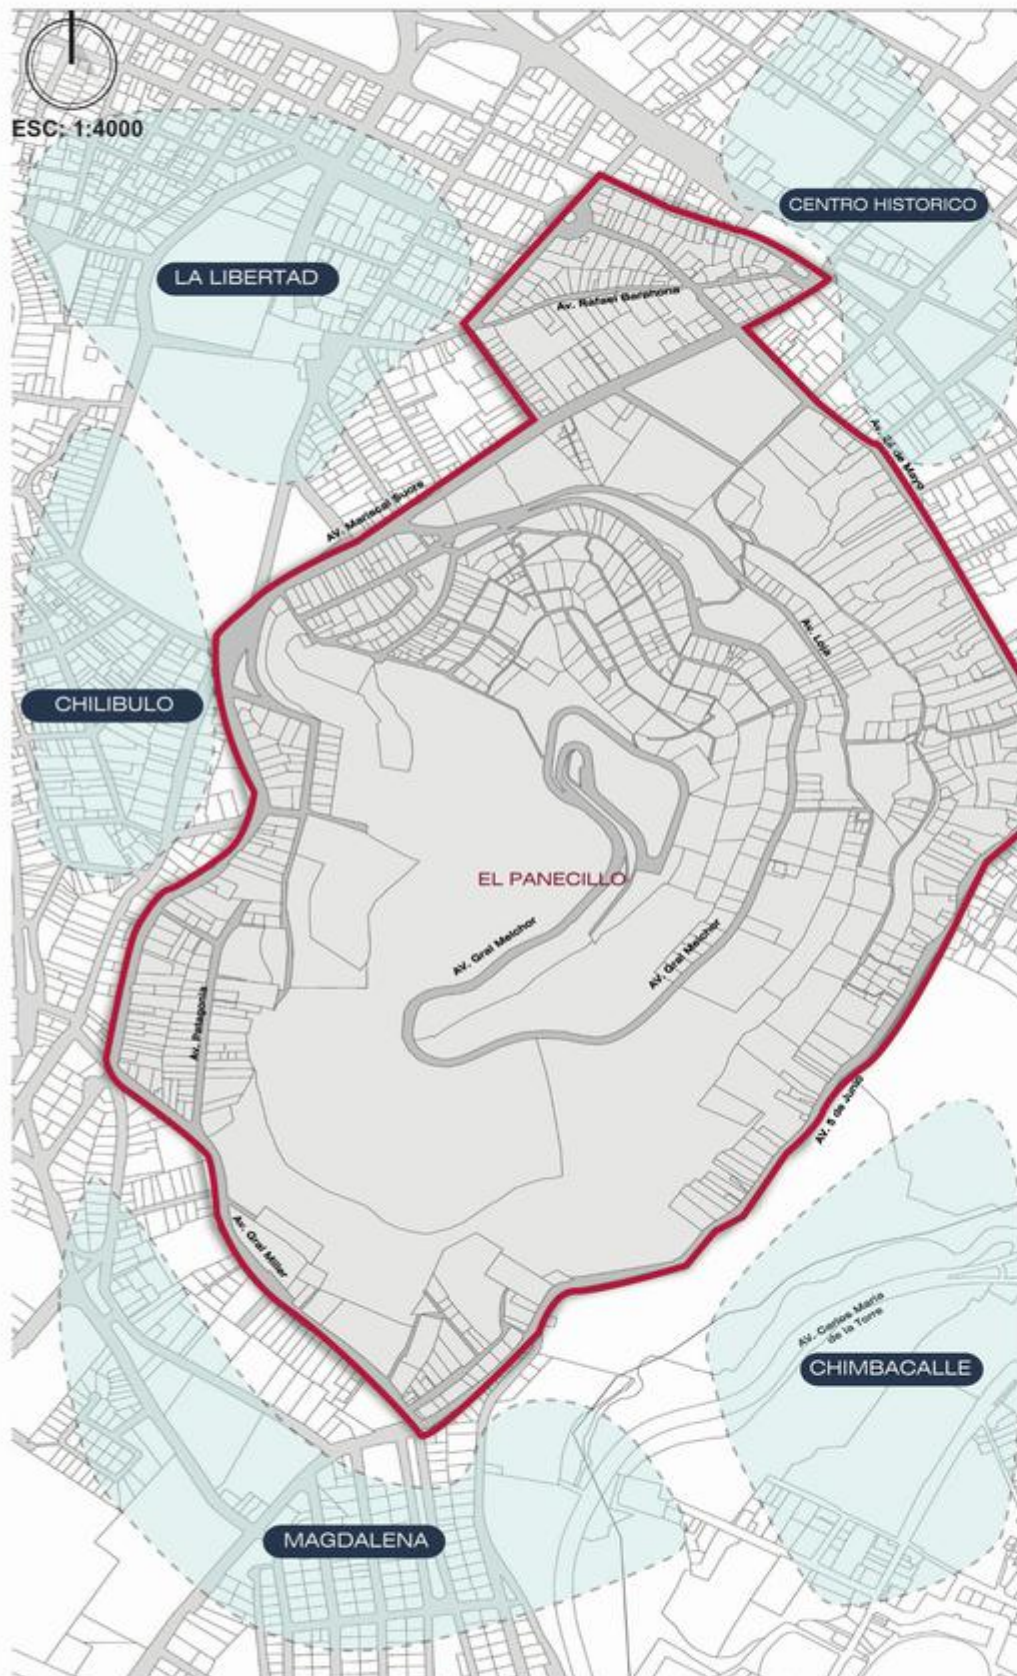 ESC: 1:4000
CENTRO HISTORICO
LA LIBERTAD
Av. Rafael Barahona
Av. 24 de Mayo
AV. Mariscal Sucre
Av. Loja
CHILIBULO
EL PANECILLO
AV. Gral Melchor
AV. Gral Melchor
Av. Patagonia
AV. 5 de Junio
Av. Gral Miller
AV. Carlos Maria
de la Torre
CHIMBACALLE
MAGDALENA